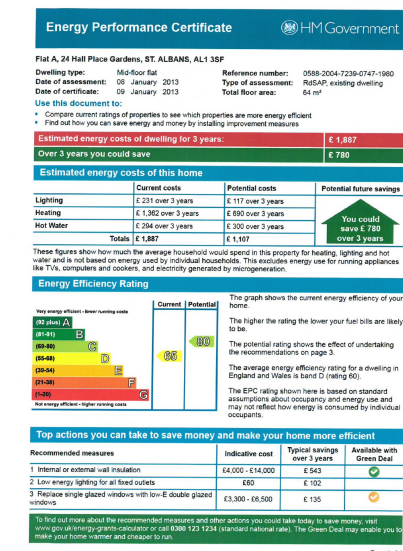 Energy Performance Certificate
HM Government
Flat A, 24 Hall Place Gardens, ST. ALBANS, AL1 3SF
Dwelling type: Mid-floor flat
Date of assessment: 08 January 2013
Date of certificate: 09 January 2013
Reference number: 0588-2004-7239-0747-1980
Type of assessment: RdSAP, existing dwelling
Total floor area: 64 m²
Use this document to:
• Compare current ratings of properties to see which properties are more energy efficient
• Find out how you can save energy and money by installing improvement measures
Estimated energy costs of dwelling for 3 years: £ 1,887
Over 3 years you could save £ 780
Estimated energy costs of this home
Current costs Potential costs Potential future savings
Lighting £ 231 over 3 years £ 117 over 3 years
Heating £ 1,362 over 3 years £ 690 over 3 years
Hot Water £ 294 over 3 years £ 300 over 3 years
Totals £ 1,887 £ 1,107
You could
save £ 780
over 3 years
These figures show how much the average household would spend in this property for heating, lighting and hot
water and is not based on energy used by individual households. This excludes energy use for running appliances
like TVs, computers and cookers, and electricity generated by microgeneration.
Energy Efficiency Rating
Current Potential
Very energy efficient - lower running costs
(92 plus) A
(81-91) B
(69-80) C
(55-68) D
(39-54) E
(21-38) F
(1-20) G
Not energy efficient - higher running costs
65
80
The graph shows the current energy efficiency of your
home.
The higher the rating the lower your fuel bills are likely
to be.
The potential rating shows the effect of undertaking
the recommendations on page 3.
The average energy efficiency rating for a dwelling in
England and Wales is band D (rating 60).
The EPC rating shown here is based on standard
assumptions about occupancy and energy use and
may not reflect how energy is consumed by individual
occupants.
Top actions you can take to save money and make your home more efficient
Recommended measures Indicative cost Typical savings
over 3 years Available with
Green Deal
1 Internal or external wall insulation £4,000 - £14,000 £ 543
2 Low energy lighting for all fixed outlets £60 £ 102
3 Replace single glazed windows with low-E double glazed
windows £3,300 - £6,500 £ 135
To find out more about the recommended measures and other actions you could take today to save money, visit
www.gov.uk/energy-grants-calculator or call 0300 123 1234 (standard national rate). The Green Deal may enable you to
make your home warmer and cheaper to run.